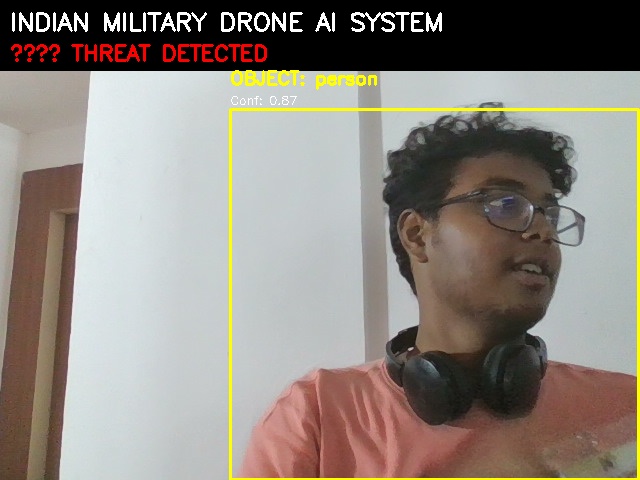 INDIAN MILITARY DRONE AI SYSTEM
???? THREAT DETECTED
OBJECT: person
Conf: 0.87